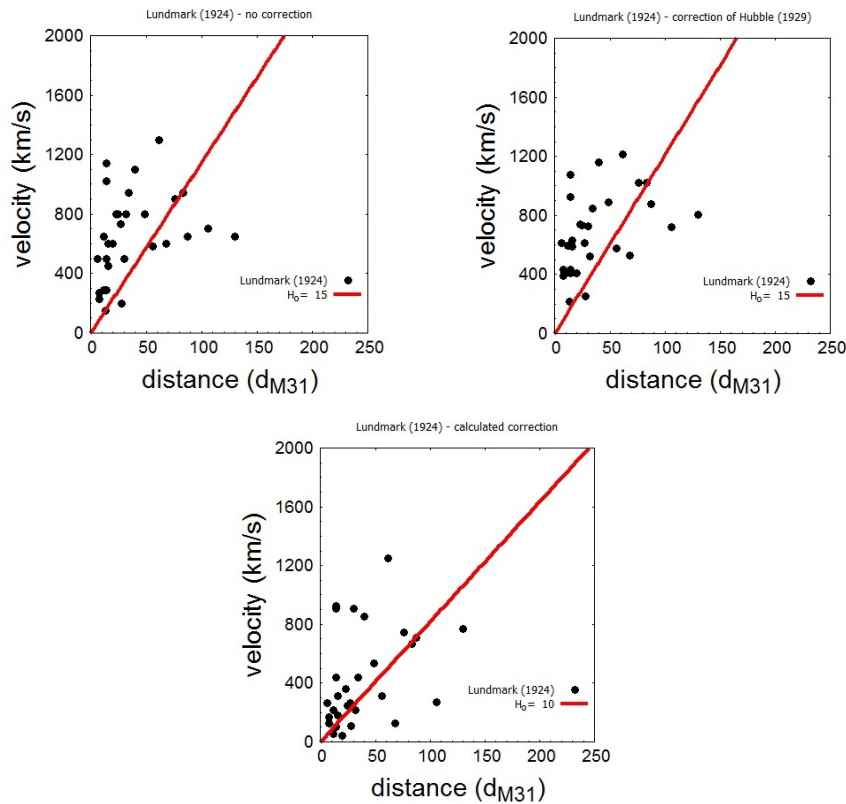 Lundmark (1924) - no correction
2000
1600
1200
800
400
0
velocity (km/s)
Lundmark (1924)
H₀= 15
0 50 100 150 200 250
distance (dM31)
Lundmark (1924) - correction of Hubble (1929)
2000
1600
1200
800
400
0
velocity (km/s)
Lundmark (1924)
H₀= 15
0 50 100 150 200 250
distance (dM31)
Lundmark (1924) - calculated correction
2000
1600
1200
800
400
0
velocity (km/s)
Lundmark (1924)
H₀= 10
0 50 100 150 200 250
distance (dM31)